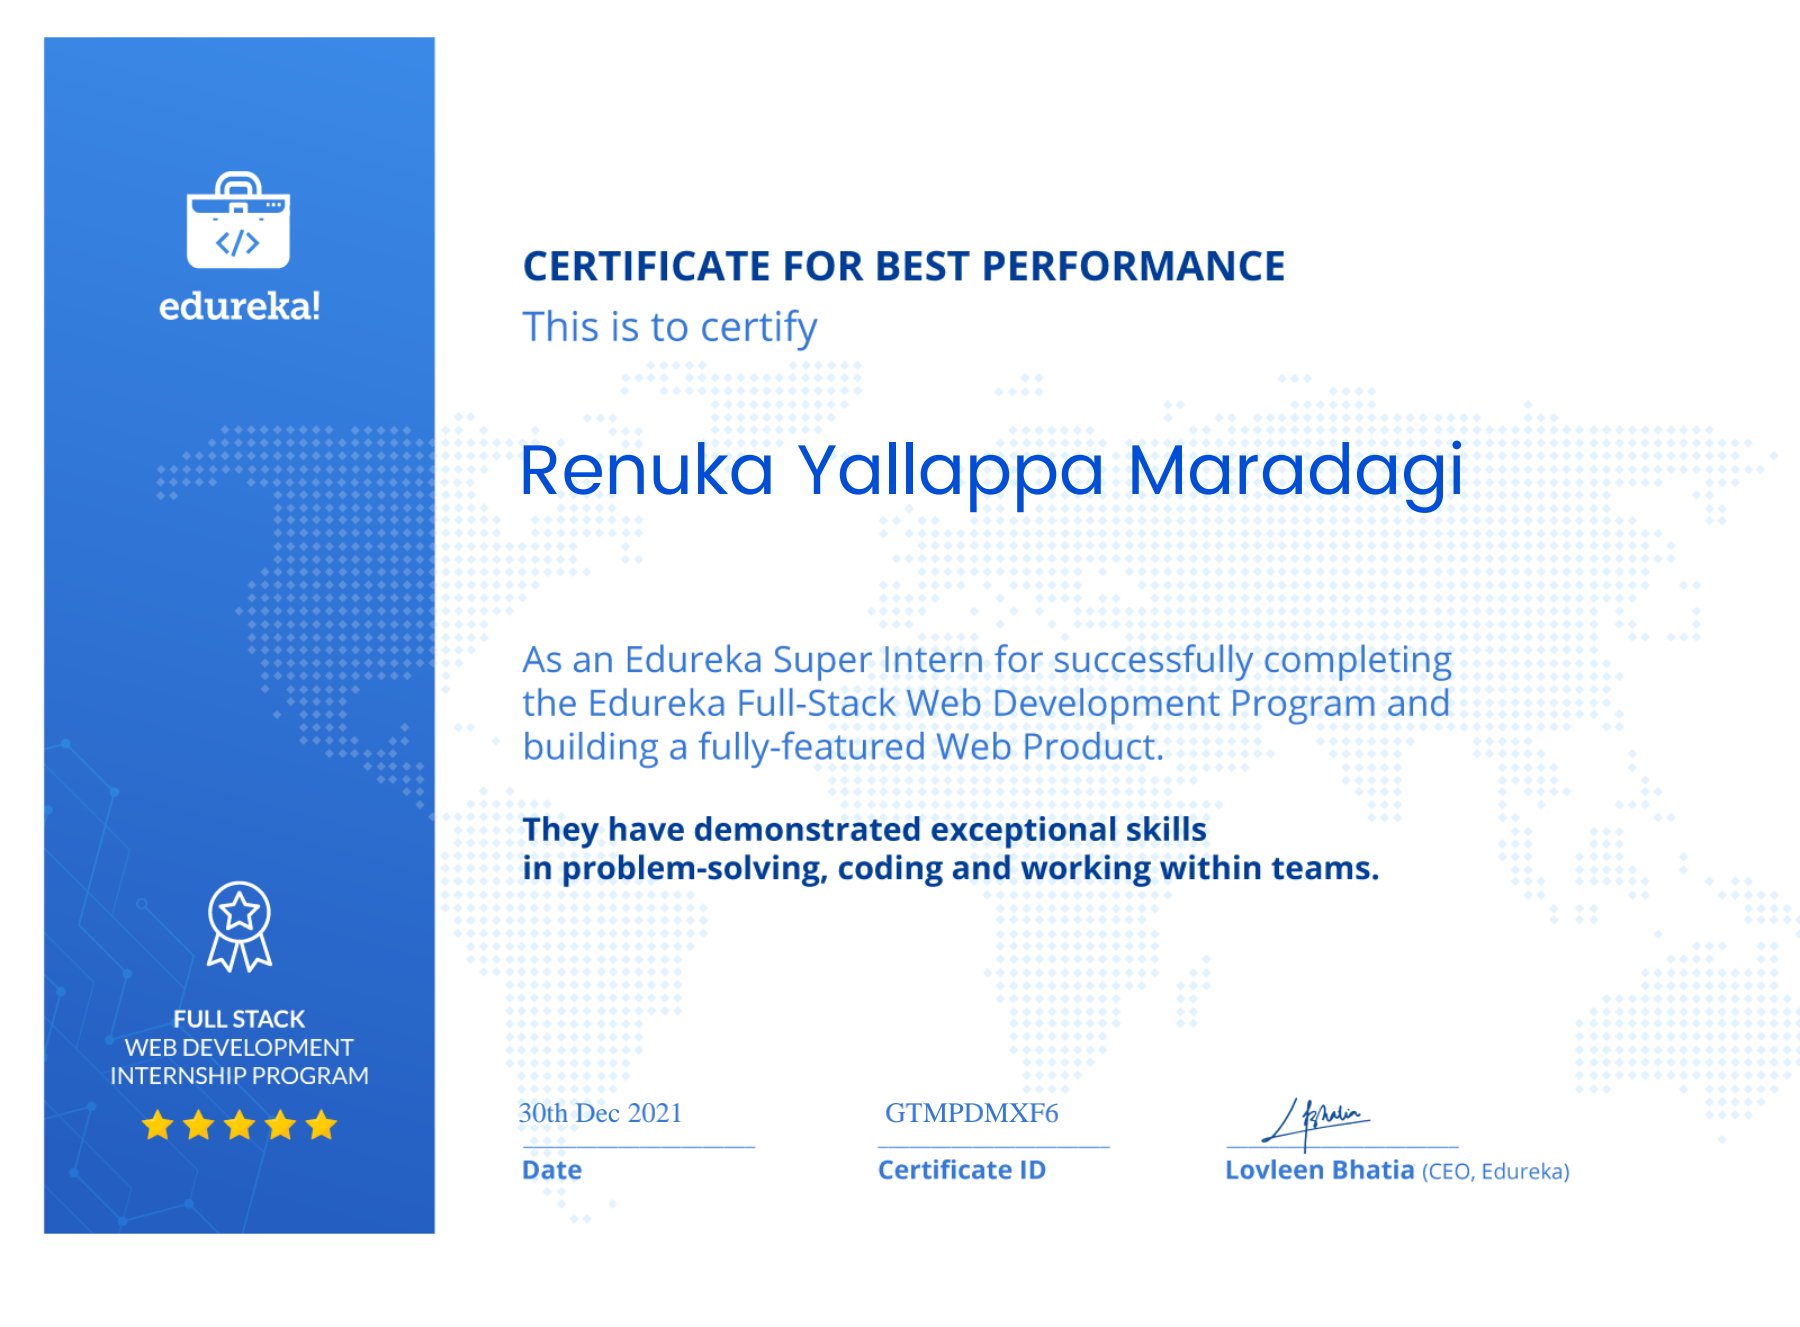 edureka!
CERTIFICATE FOR BEST PERFORMANCE
This is to certify
Renuka Yallappa Maradagi
As an Edureka Super Intern for successfully completing
the Edureka Full-Stack Web Development Program and
building a fully-featured Web Product.
They have demonstrated exceptional skills
in problem-solving, coding and working within teams.
FULL STACK
WEB DEVELOPMENT
INTERNSHIP PROGRAM
30th Dec 2021
Date
GTMPDMXF6
Certificate ID
Lovleen Bhatia (CEO, Edureka)